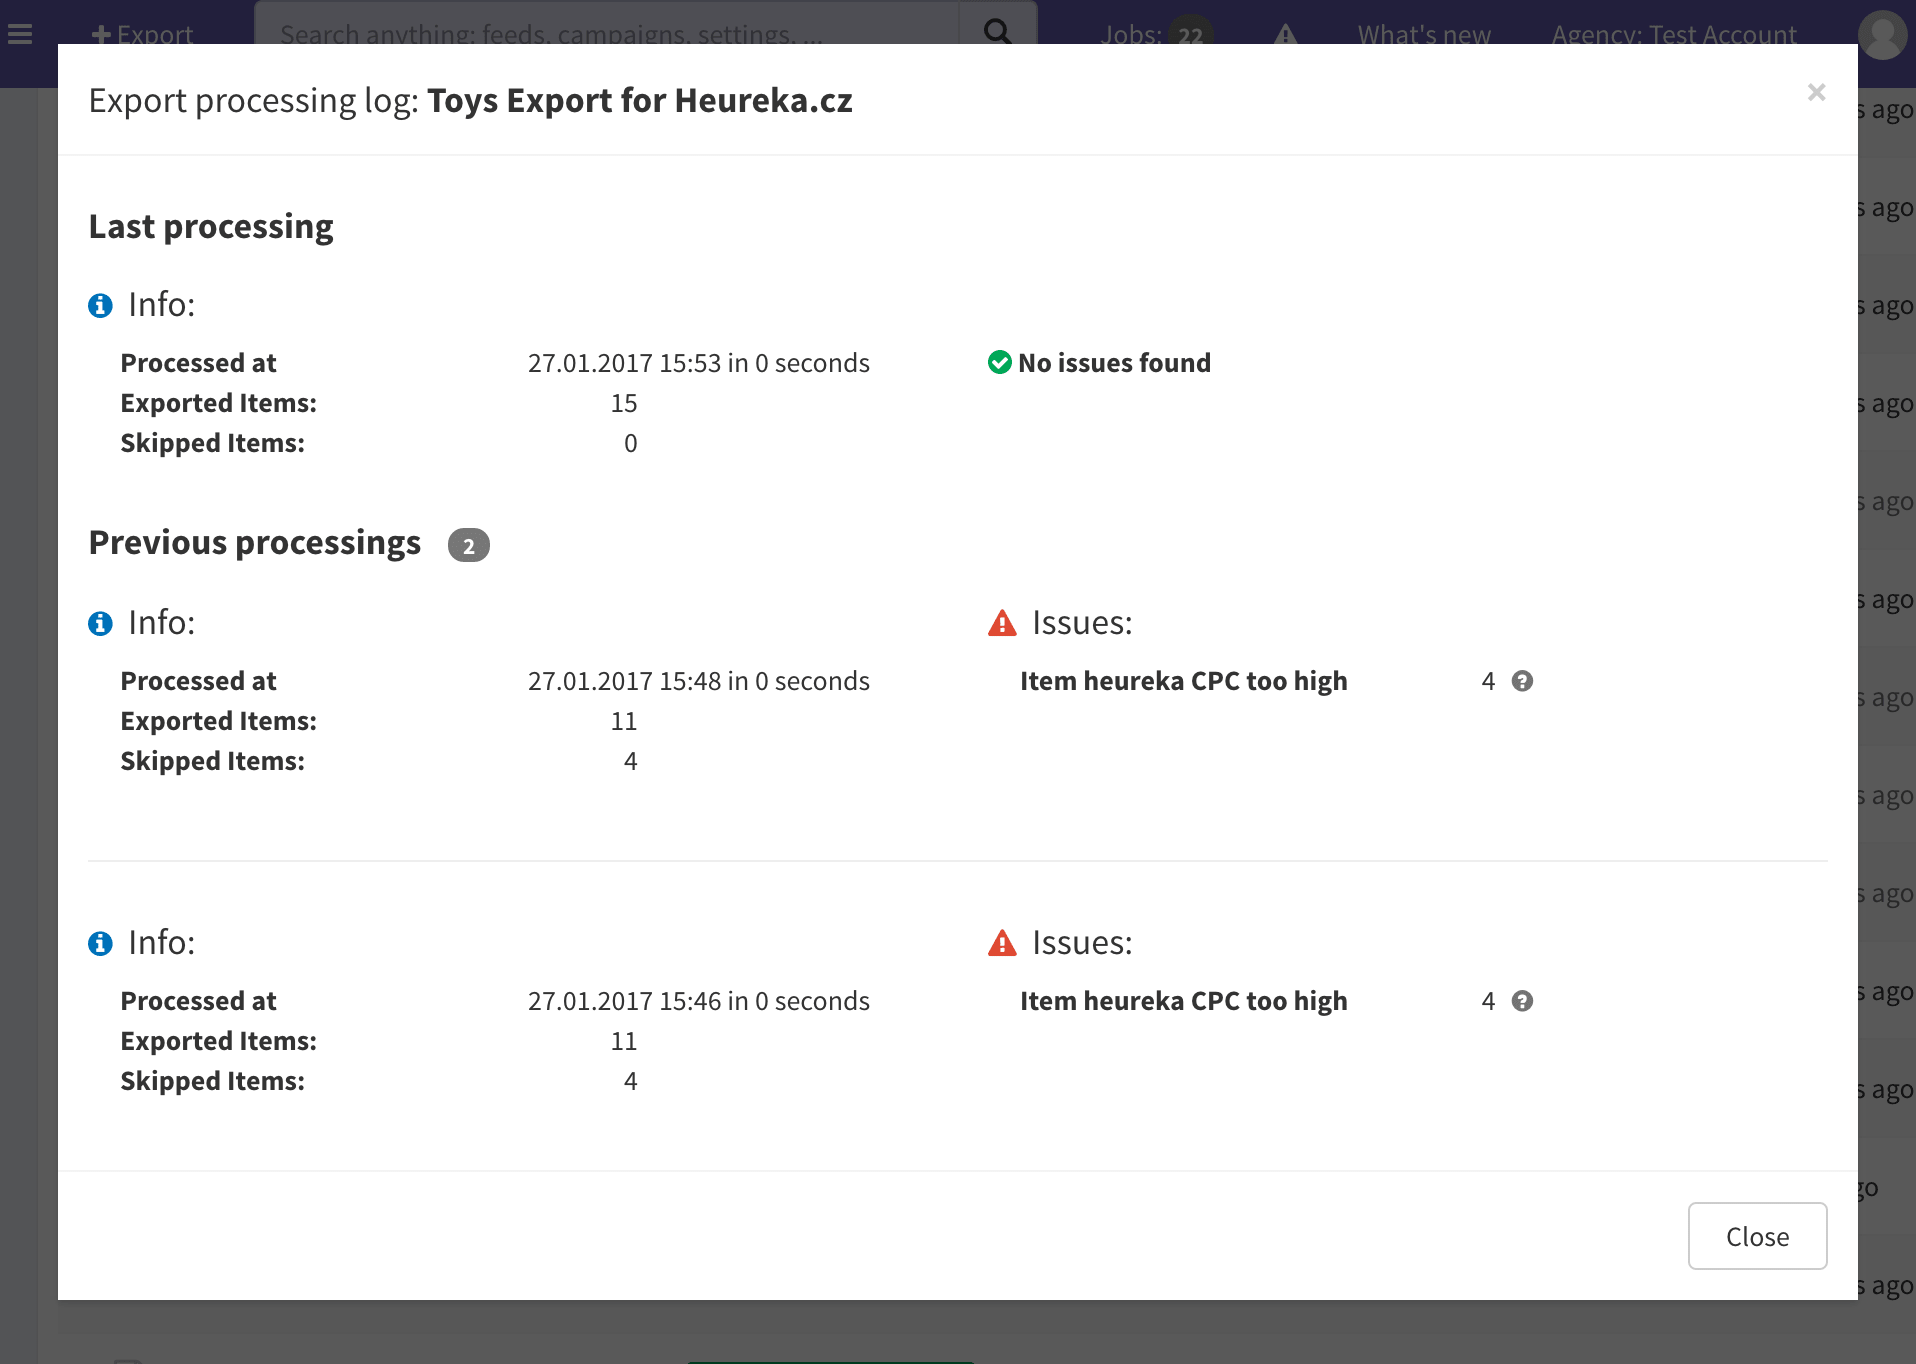 Export
Search anything: feeds, campaigns, settings, ...
Jobs: 22
What's new
Agency: Test Account
Export processing log: Toys Export for Heureka.cz
×
Last processing
Info:
Processed at 27.01.2017 15:53 in 0 seconds
No issues found
Exported Items: 15
Skipped Items: 0
Previous processings 2
Info:
Issues:
Processed at 27.01.2017 15:48 in 0 seconds
Item heureka CPC too high 4
Exported Items: 11
Skipped Items: 4
Info:
Issues:
Processed at 27.01.2017 15:46 in 0 seconds
Item heureka CPC too high 4
Exported Items: 11
Skipped Items: 4
Close
s ago
s ago
s ago
s ago
s ago
s ago
s ago
s ago
s ago
s ago
s ago
go
s ago